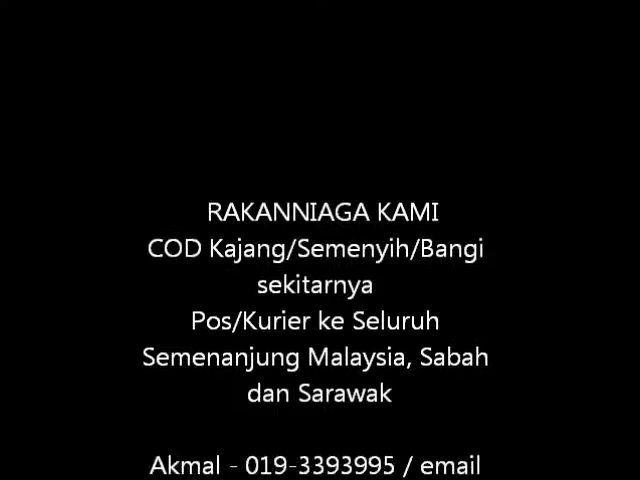 RAKANNIAGA KAMI
COD Kajang/Semenyih/Bangi
sekitarnya
Pos/Kurier ke Seluruh
Semenanjung Malaysia, Sabah
dan Sarawak
Akmal - 019-3393995 / email